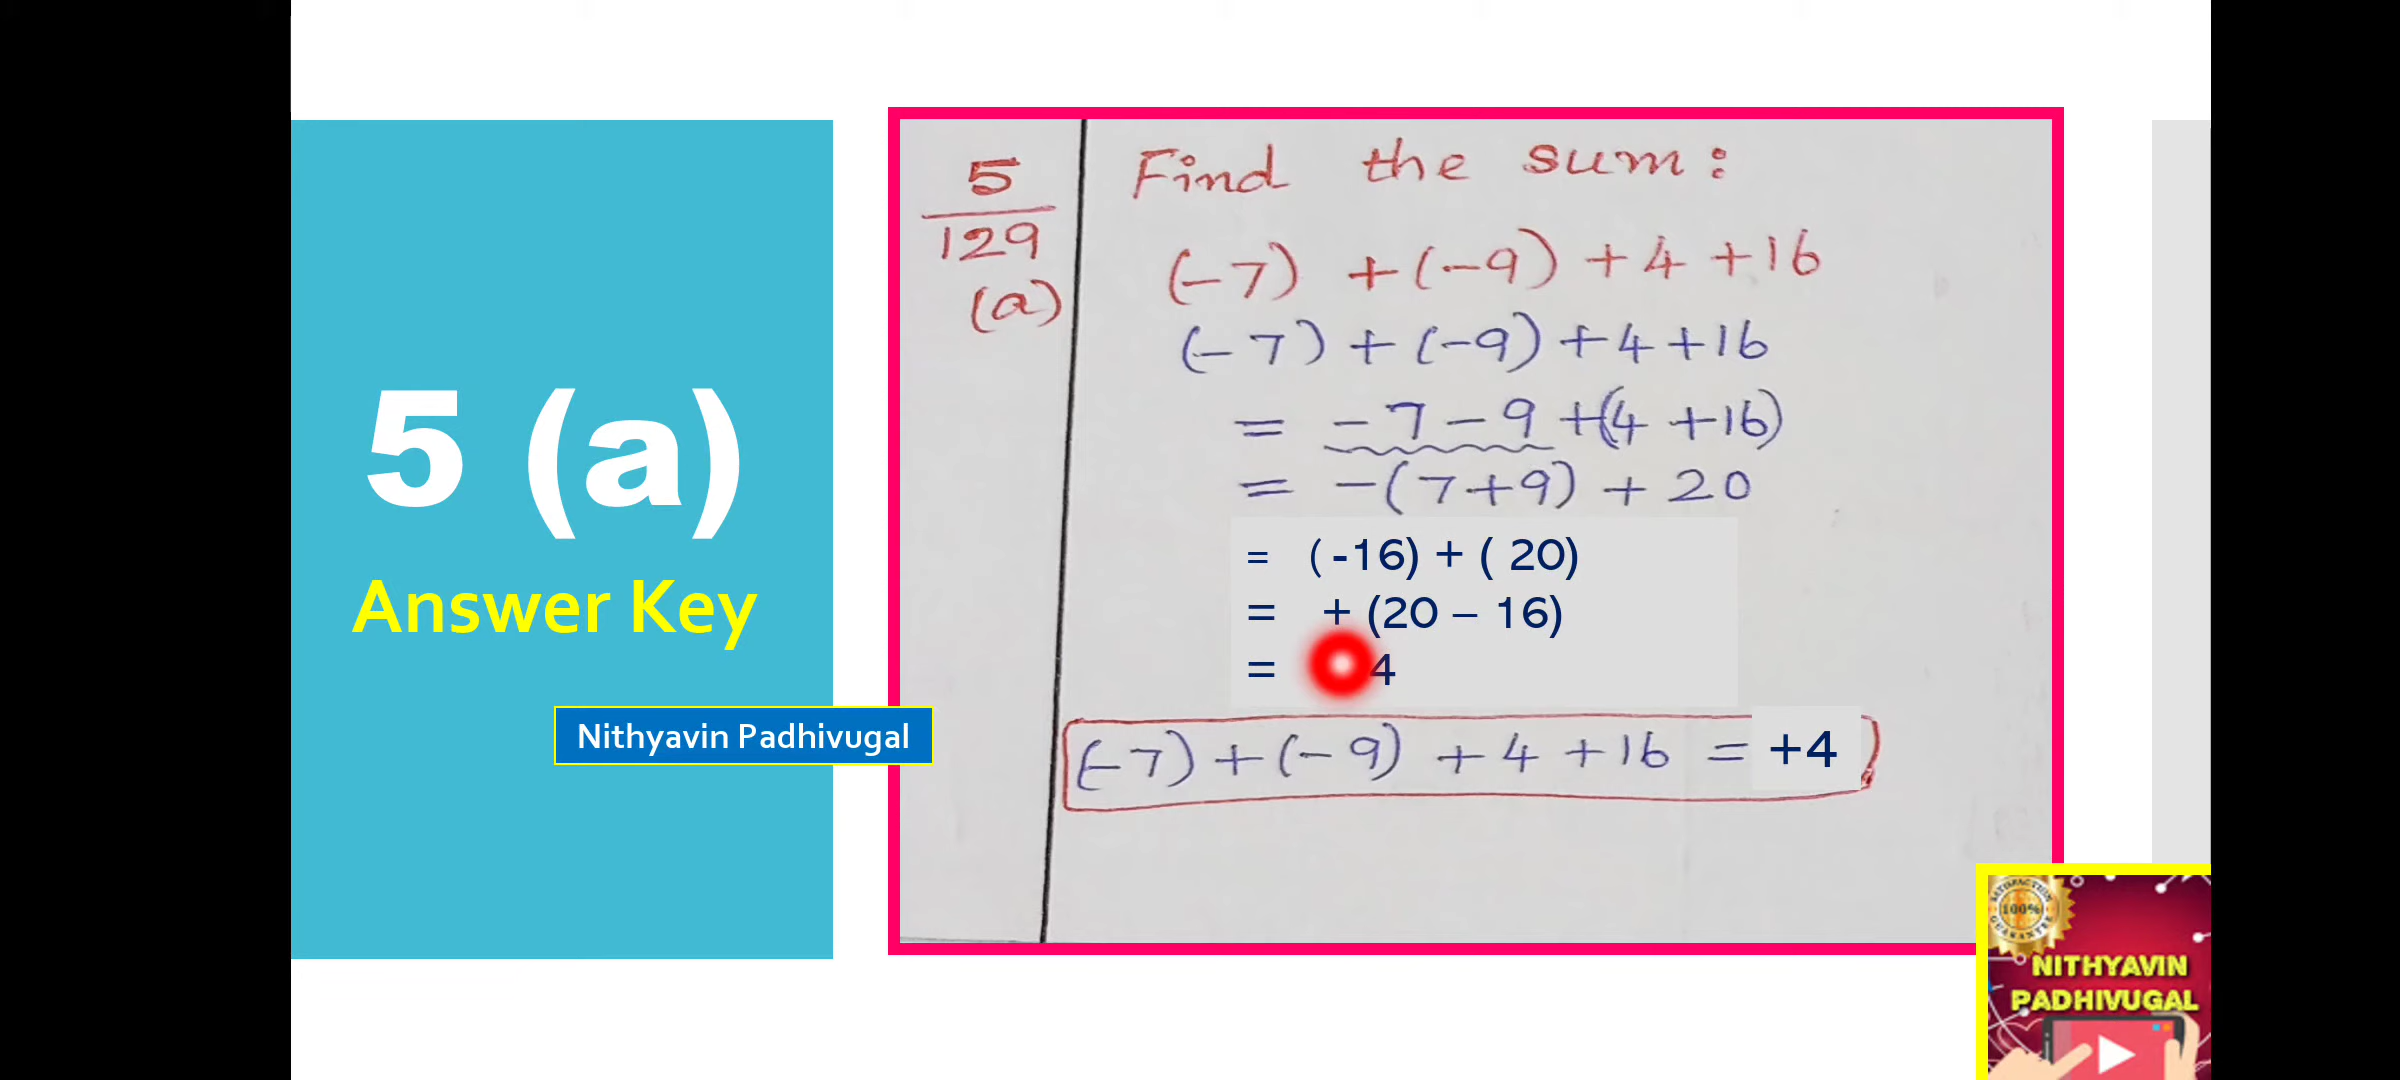 5 (a)
Answer Key
Nithyavin Padhivugal
5
129
(a)
Find the sum:
(-7) +(-9) +4 +16
(-7)+(-9)+4+16
= -7-9+(4 +16)
= -(7+9) + 20
= ( -16) + ( 20)
= + (20 – 16)
= 4
(-7)+(-9) +4 +16 = +4
100%
NITHYAVIN
PADHIVUGAL